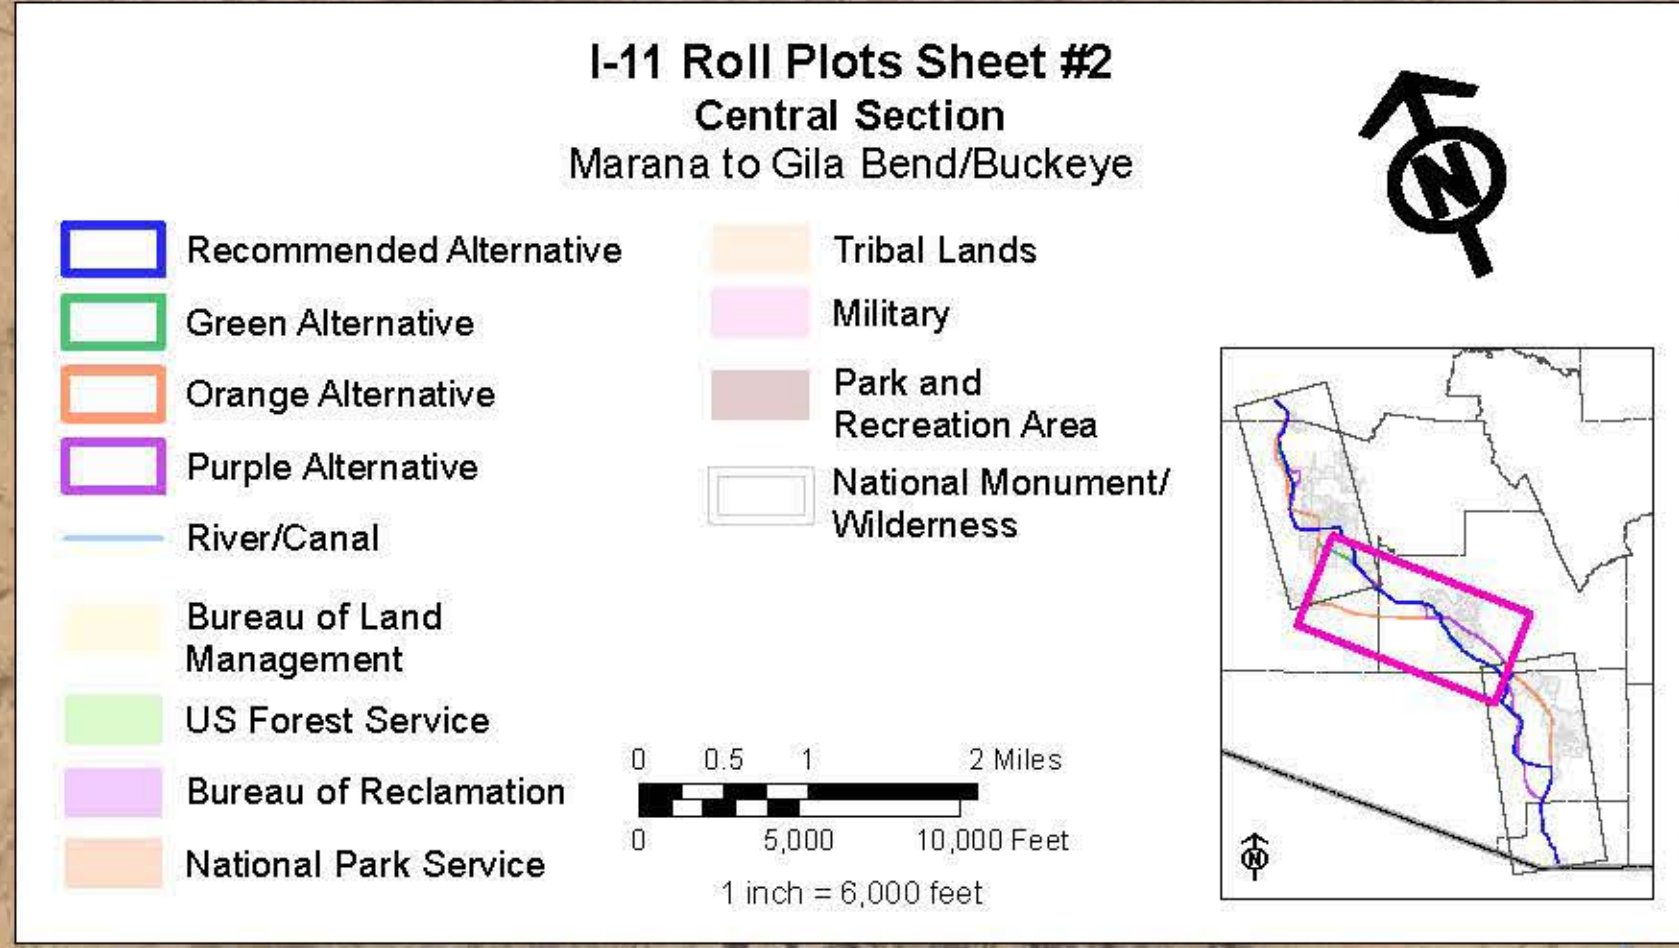 I-11 Roll Plots Sheet #2
Central Section
Marana to Gila Bend/Buckeye
N
Recommended Alternative
Green Alternative
Orange Alternative
Purple Alternative
River/Canal
Bureau of Land
Management
US Forest Service
Bureau of Reclamation
National Park Service
Tribal Lands
Military
Park and
Recreation Area
National Monument/
Wilderness
0 0.5 1 2 Miles
0 5,000 10,000 Feet
1 inch = 6,000 feet
N